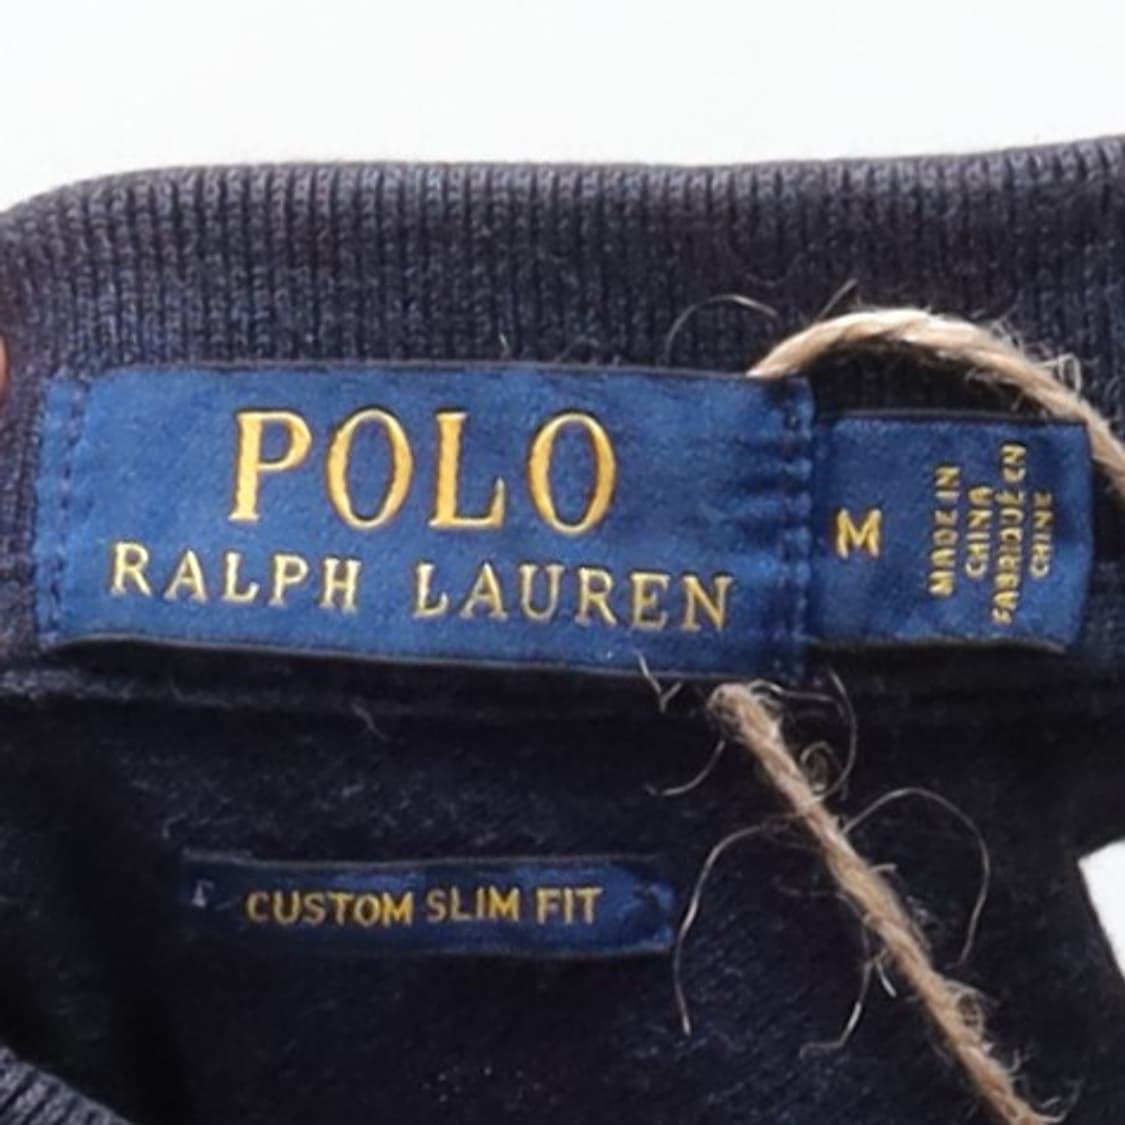 POLO
RALPH LAUREN
M
MADE IN
CHINA
FABRIQUÉ EN
CHINE
CUSTOM SLIM FIT